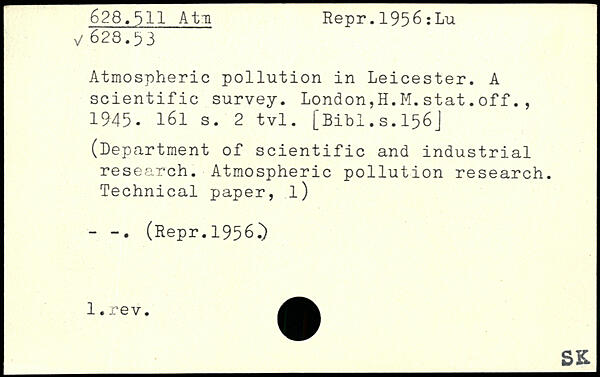 628.511 Atm Repr.1956:Lu
√ 628.53
Atmospheric pollution in Leicester. A
scientific survey. London,H.M.stat.off.,
1945. 161 s. 2 tvl. [Bibl.s.156]
(Department of scientific and industrial
research. Atmospheric pollution research.
Technical paper, 1)
- -. (Repr.1956.)
1.rev.
SK